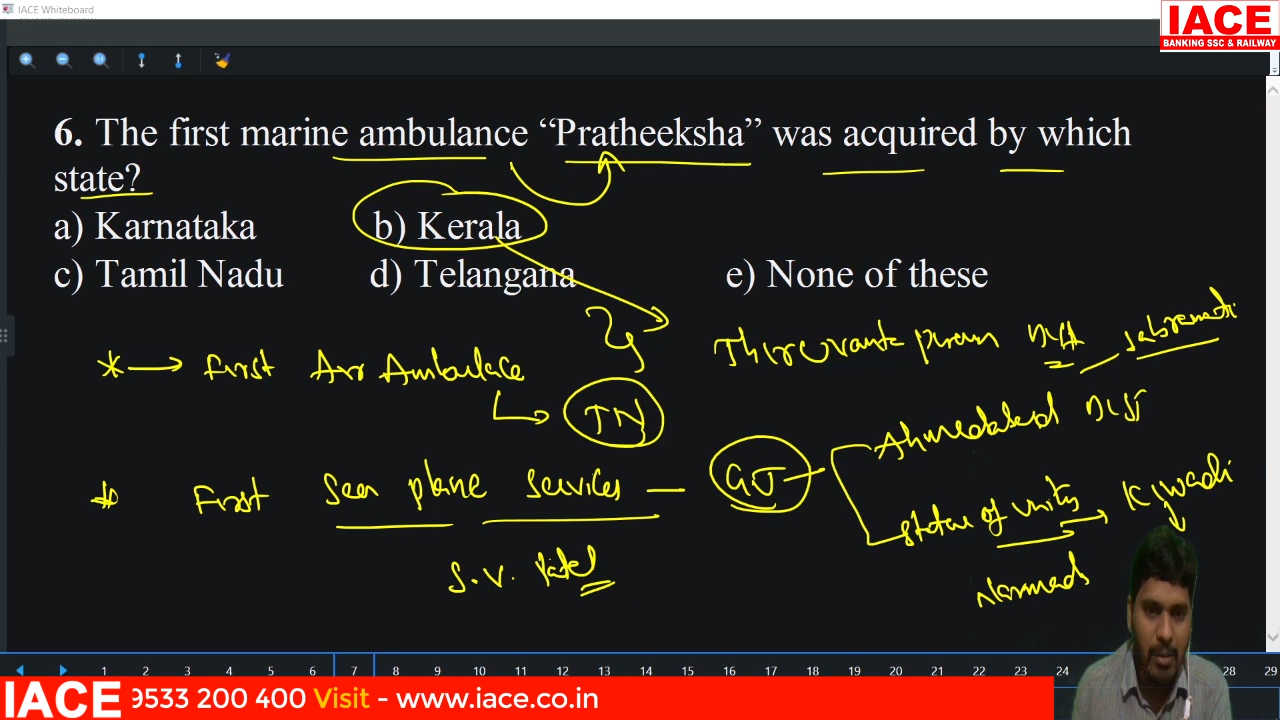 IACE Whiteboard
IACE
BANKING SSC & RAILWAY
6. The first marine ambulance “Pratheeksha” was acquired by which
state?
a) Karnataka b) Kerala
c) Tamil Nadu d) Telangana e) None of these
* → First Air Ambulace
TN
Dist
* First Sea plane Services — GJ
Ahmedabad Dist
Statue of unity →
S.V. Patel
1 2 3 4 5 6 7 8 9 10 11 12 13 14 15 16 17 18 19 20 21 22 23 24 28 29
IACE 9533 200 400 Visit - www.iace.co.in